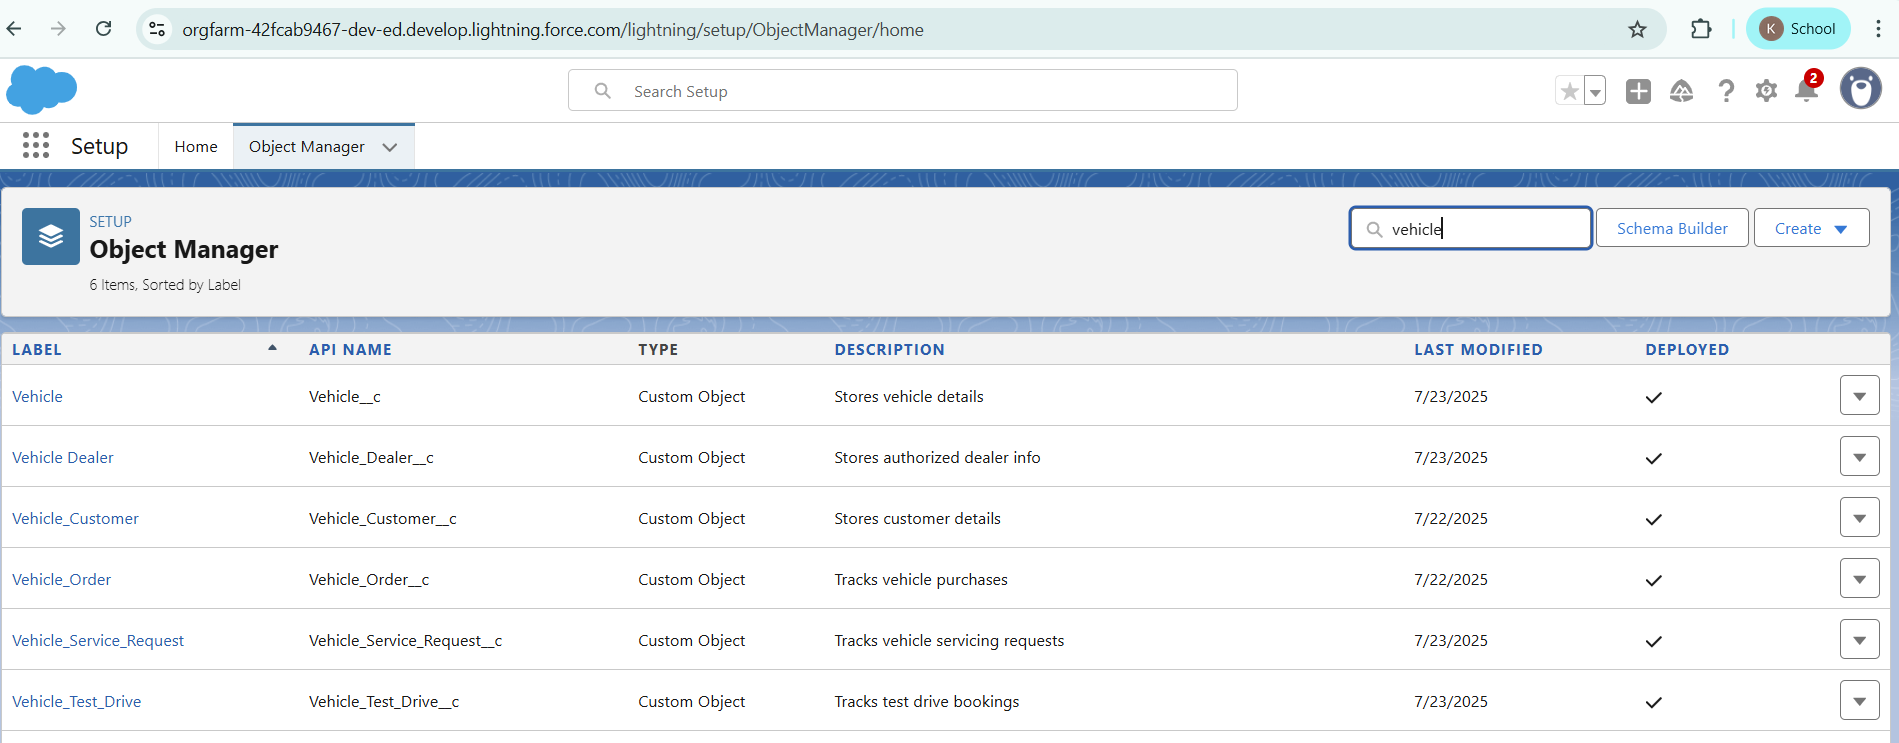 orgfarm-42fcab9467-dev-ed.develop.lightning.force.com/lightning/setup/ObjectManager/home
K School
Search Setup
2
Setup Home Object Manager
SETUP
Object Manager
6 Items, Sorted by Label
vehicle
Schema Builder
Create
LABEL API NAME TYPE DESCRIPTION LAST MODIFIED DEPLOYED
Vehicle Vehicle__c Custom Object Stores vehicle details 7/23/2025
Vehicle Dealer Vehicle_Dealer__c Custom Object Stores authorized dealer info 7/23/2025
Vehicle_Customer Vehicle_Customer__c Custom Object Stores customer details 7/22/2025
Vehicle_Order Vehicle_Order__c Custom Object Tracks vehicle purchases 7/22/2025
Vehicle_Service_Request Vehicle_Service_Request__c Custom Object Tracks vehicle servicing requests 7/23/2025
Vehicle_Test_Drive Vehicle_Test_Drive__c Custom Object Tracks test drive bookings 7/23/2025